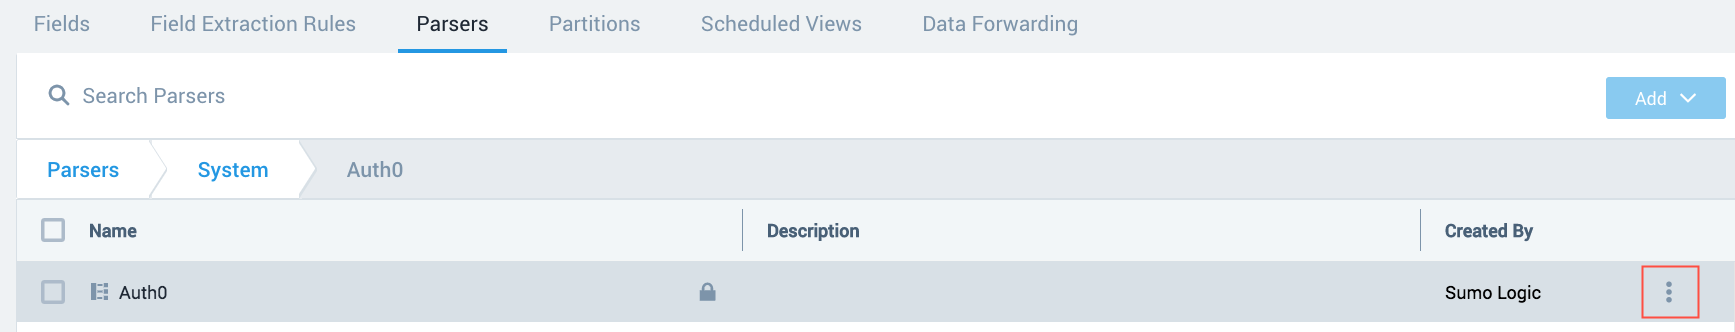 Fields Field Extraction Rules Parsers Partitions Scheduled Views Data Forwarding
Search Parsers Add
Parsers System Auth0
Name Description Created By
Auth0 Sumo Logic